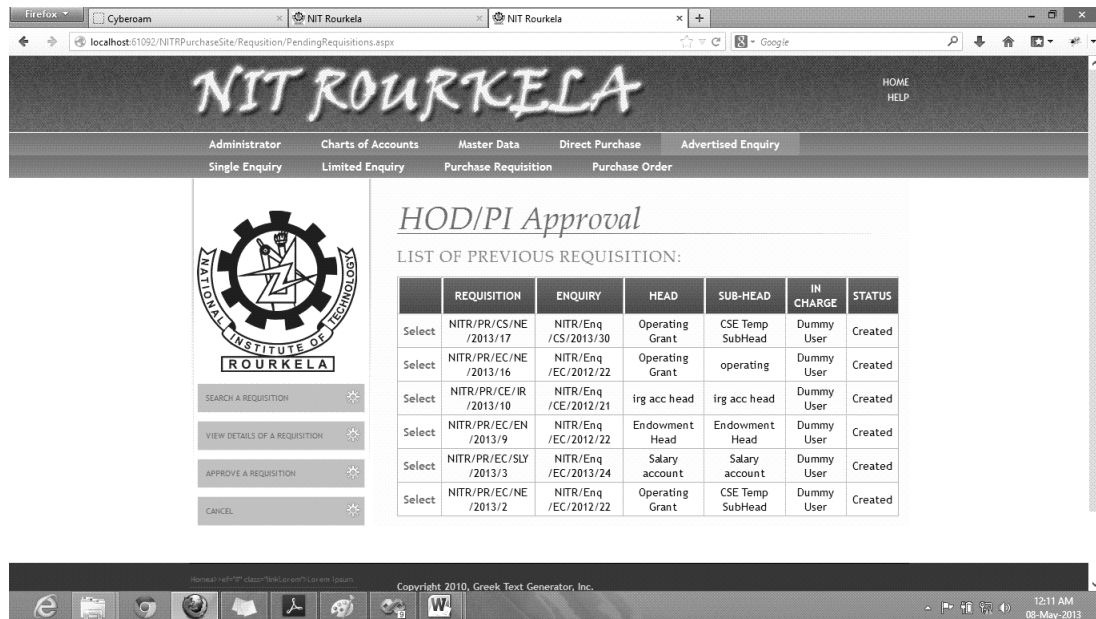 Firefox
Cyberoam
NIT Rourkela
NIT Rourkela
localhost:61092/NITRPurchaseSite/Requsition/PendingRequisitions.aspx
Google
NIT ROURKELA
HOME
HELP
Administrator Charts of Accounts Master Data Direct Purchase Advertised Enquiry
Single Enquiry Limited Enquiry Purchase Requisition Purchase Order
NATIONAL INSTITUTE OF TECHNOLOGY
ROURKELA
SEARCH A REQUISITION
VIEW DETAILS OF A REQUISITION
APPROVE A REQUISITION
CANCEL
HOD/PI Approval
LIST OF PREVIOUS REQUISITION:
REQUISITION ENQUIRY HEAD SUB-HEAD IN CHARGE STATUS
Select NITR/PR/CS/NE/2013/17 NITR/Enq/CS/2013/30 Operating Grant CSE Temp SubHead Dummy User Created
Select NITR/PR/EC/NE/2013/16 NITR/Enq/EC/2012/22 Operating Grant operating Dummy User Created
Select NITR/PR/CE/IR/2013/10 NITR/Enq/CE/2012/21 irg acc head irg acc head Dummy User Created
Select NITR/PR/EC/EN/2013/9 NITR/Enq/EC/2012/22 Endowment Head Endowment Head Dummy User Created
Select NITR/PR/EC/SLY/2013/3 NITR/Enq/EC/2013/24 Salary account Salary account Dummy User Created
Select NITR/PR/EC/NE/2013/2 NITR/Enq/EC/2012/22 Operating Grant CSE Temp SubHead Dummy User Created
Copyright 2010, Greek Text Generator, Inc.
12:11 AM
08-May-2013